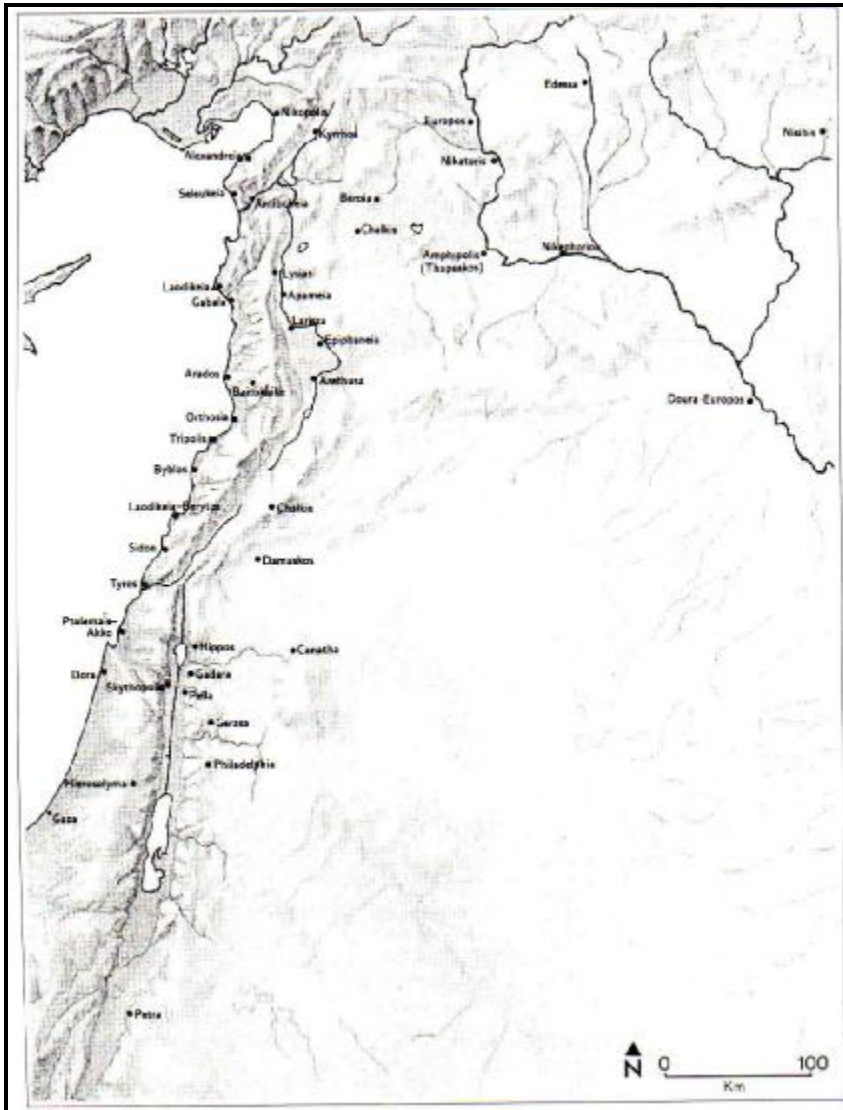 Edessa
Nikopolis
Europos
Kyrrhos
Nisibis
Alexandreia
Nikatoris
Seleukeia
Antiocheia
Beroia
Chalkis
Amphipolis
(Thapsakos)
Nikephorion
Lysias
Laodikeia
Gabala
Apameia
Larissa
Epiphaneia
Arados
Arethusa
Doura-Europos
Orthosia
Tripolis
Byblos
Laodikeia-Berytos
Chalkis
Sidon
Damaskos
Tyros
Ptolemais-
Akko
Hippos
Canatha
Dora
Gadara
Skythopolis
Pella
Gerasa
Philadelphia
Hierosolyma
Gaza
Petra
N
0 100
Km